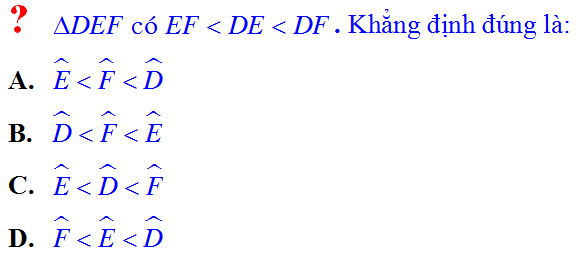 ? ΔDEF có EF < DE < DF . Khẳng định đúng là:
A. Ê < F̂ < D̂
B. D̂ < F̂ < Ê
C. Ê < D̂ < F̂
D. F̂ < Ê < D̂